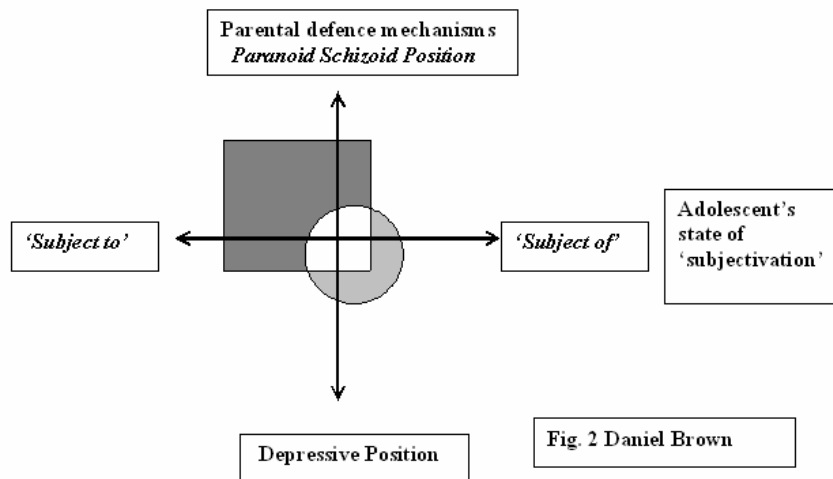 Parental defence mechanisms
Paranoid Schizoid Position
‘Subject to’
‘Subject of’
Adolescent’s
state of
‘subjectivation’
Depressive Position
Fig. 2 Daniel Brown